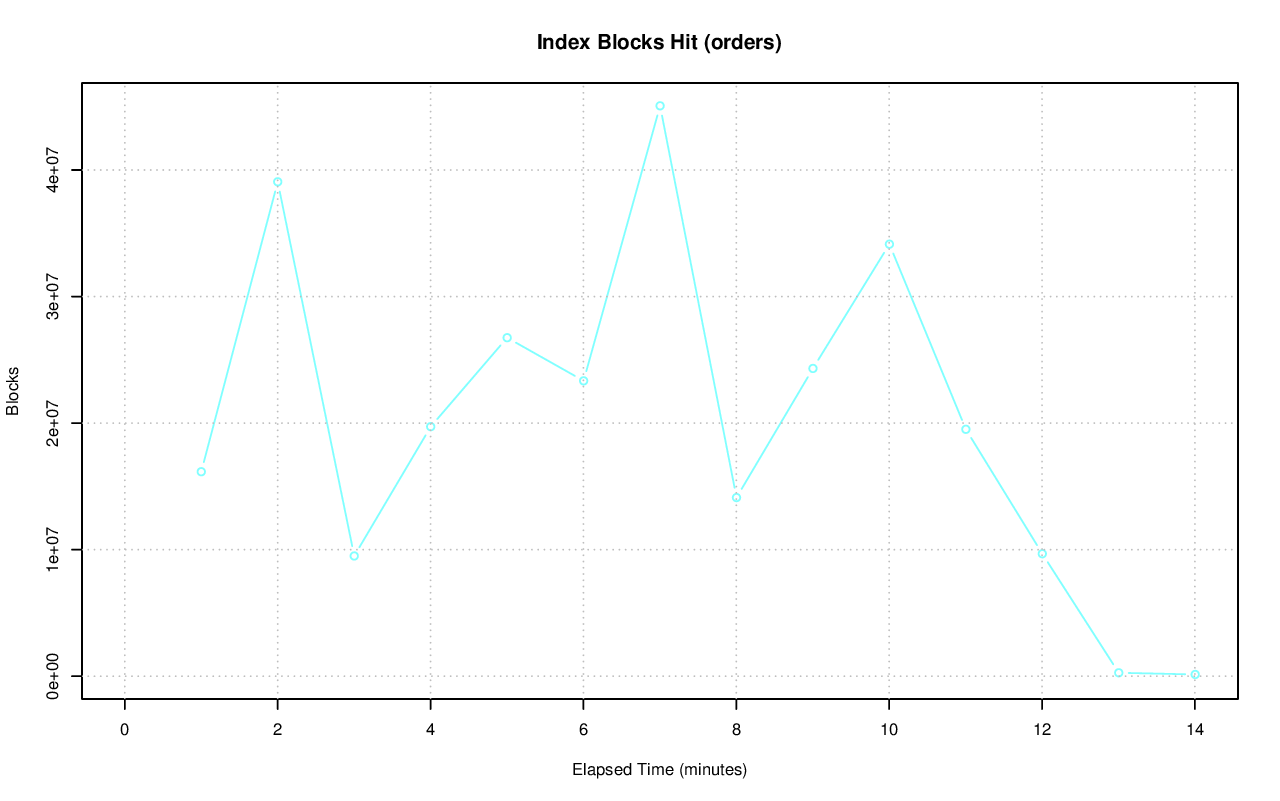 Index Blocks Hit (orders)
Blocks
4e+07
3e+07
2e+07
1e+07
0e+00
0 2 4 6 8 10 12 14
Elapsed Time (minutes)